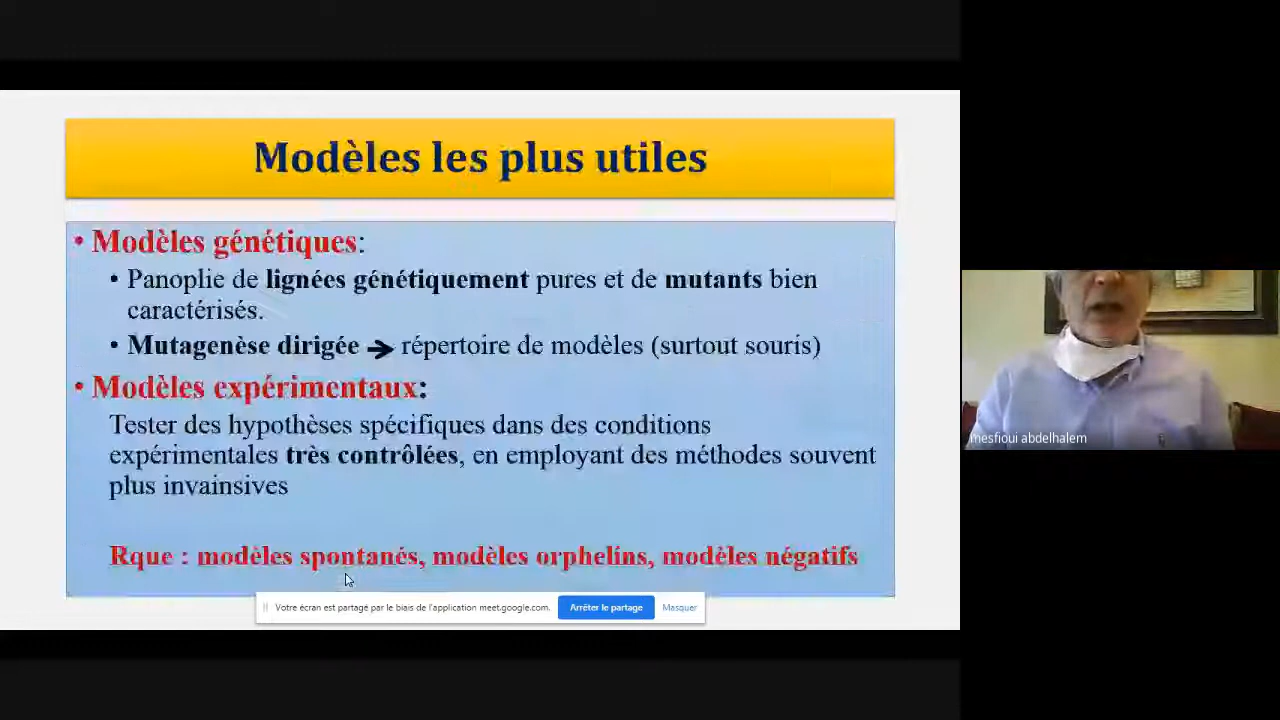 Modèles les plus utiles
• Modèles génétiques:
• Panoplie de lignées génétiquement pures et de mutants bien
caractérisés.
• Mutagenèse dirigée → répertoire de modèles (surtout souris)
• Modèles expérimentaux:
Tester des hypothèses spécifiques dans des conditions
expérimentales très contrôlées, en employant des méthodes souvent
plus invainsives
Rque : modèles spontanés, modèles orphelins, modèles négatifs
Votre écran est partagé par le biais de l'application meet.google.com.
Arrêter le partage
Masquer
mesfioui abdelhalem